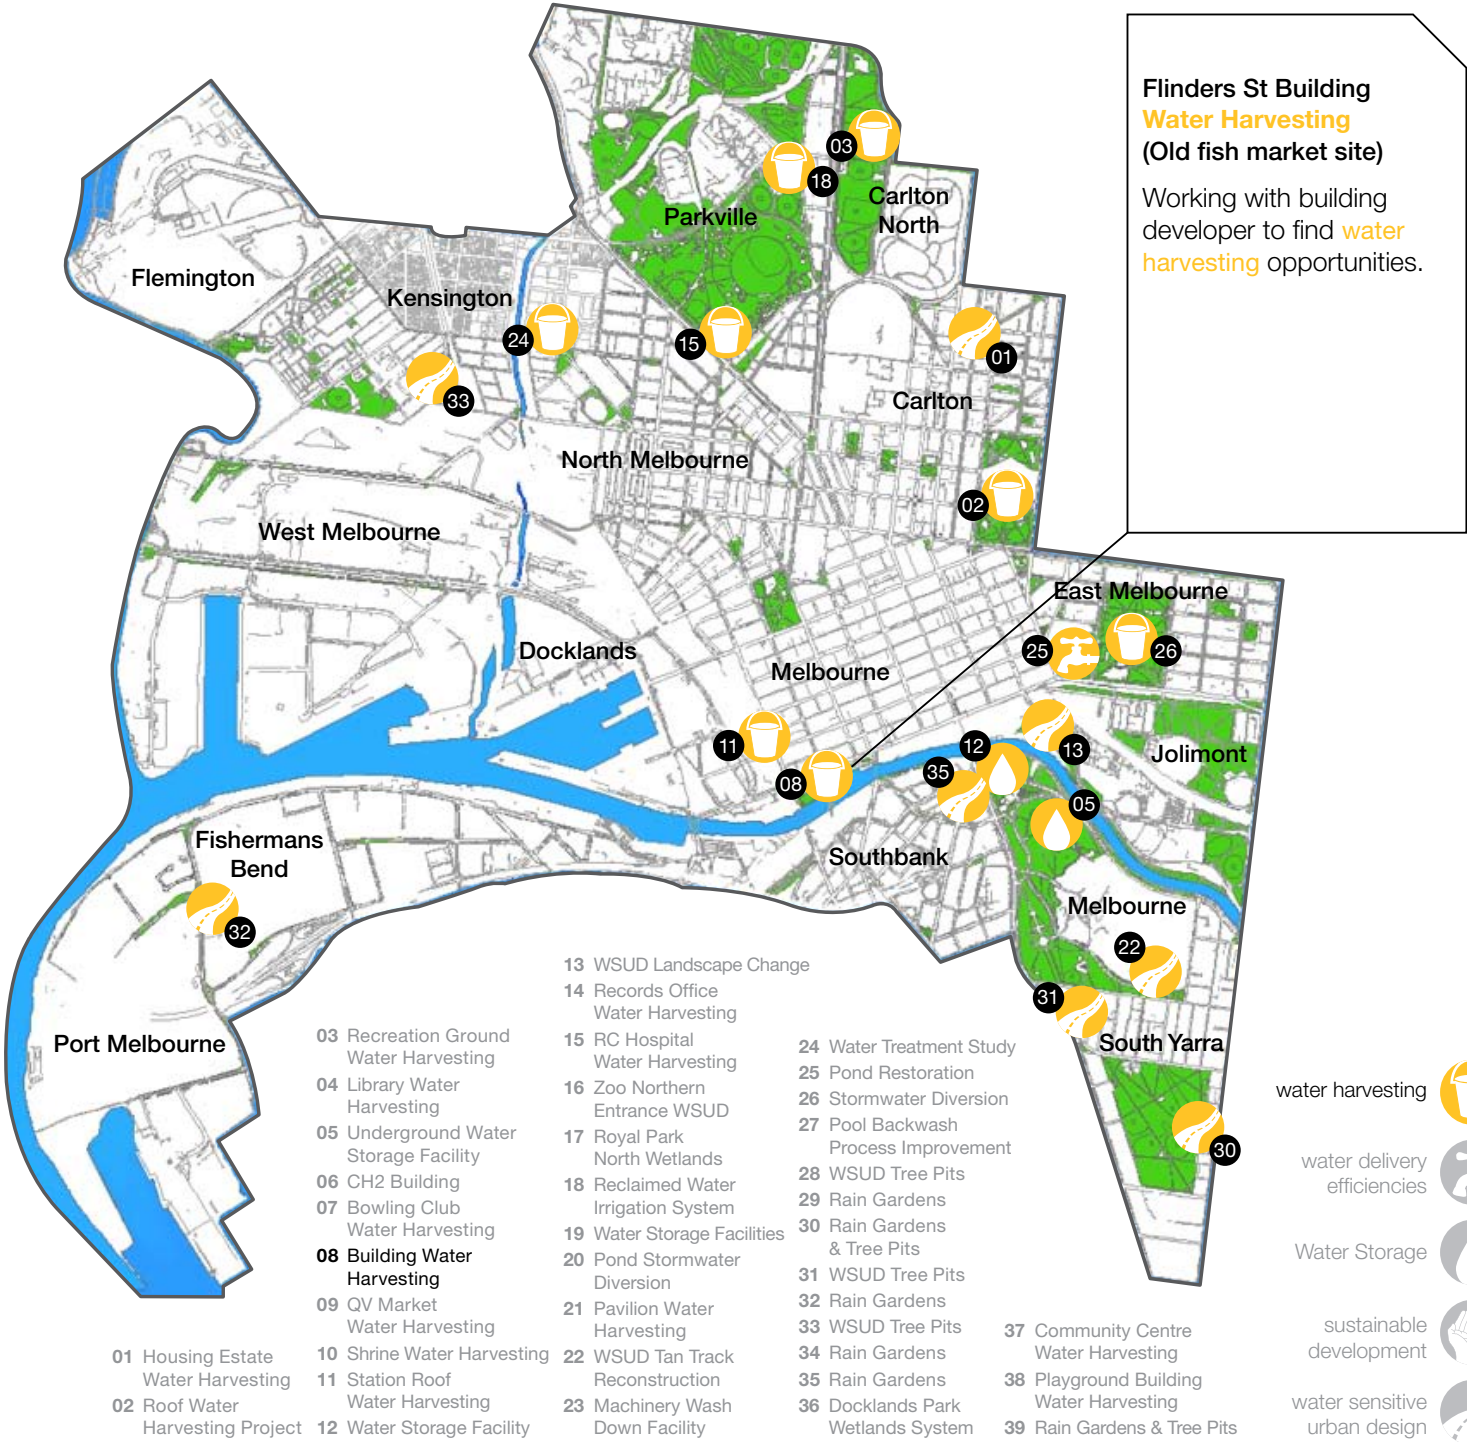 Flinders St Building
Water Harvesting
(Old fish market site)
Working with building
developer to find water
harvesting opportunities.
03
18
Carlton
North
Parkville
Flemington
Kensington
24
15
01
33
Carlton
North Melbourne
02
West Melbourne
East Melbourne
Docklands
25
26
Melbourne
11
12
13
Jolimont
35
08
05
Fishermans
Bend
Southbank
Melbourne
32
22
31
Port Melbourne
South Yarra
30
01 Housing Estate
Water Harvesting
02 Roof Water
Harvesting Project
03 Recreation Ground
Water Harvesting
04 Library Water
Harvesting
05 Underground Water
Storage Facility
06 CH2 Building
07 Bowling Club
Water Harvesting
08 Building Water
Harvesting
09 QV Market
Water Harvesting
10 Shrine Water Harvesting
11 Station Roof
Water Harvesting
12 Water Storage Facility
13 WSUD Landscape Change
14 Records Office
Water Harvesting
15 RC Hospital
Water Harvesting
16 Zoo Northern
Entrance WSUD
17 Royal Park
North Wetlands
18 Reclaimed Water
Irrigation System
19 Water Storage Facilities
20 Pond Stormwater
Diversion
21 Pavilion Water
Harvesting
22 WSUD Tan Track
Reconstruction
23 Machinery Wash
Down Facility
24 Water Treatment Study
25 Pond Restoration
26 Stormwater Diversion
27 Pool Backwash
Process Improvement
28 WSUD Tree Pits
29 Rain Gardens
30 Rain Gardens
& Tree Pits
31 WSUD Tree Pits
32 Rain Gardens
33 WSUD Tree Pits
34 Rain Gardens
35 Rain Gardens
36 Docklands Park
Wetlands System
37 Community Centre
Water Harvesting
38 Playground Building
Water Harvesting
39 Rain Gardens & Tree Pits
water harvesting
water delivery
efficiencies
Water Storage
sustainable
development
water sensitive
urban design